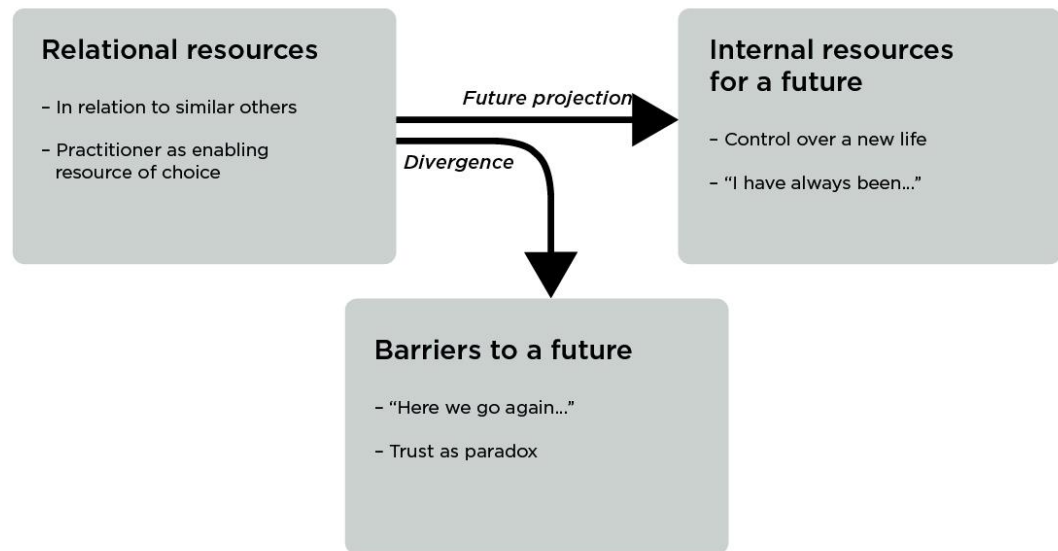 Relational resources
– In relation to similar others
– Practitioner as enabling
resource of choice
Future projection
Divergence
Internal resources
for a future
– Control over a new life
– “I have always been...”
Barriers to a future
– “Here we go again...”
– Trust as paradox